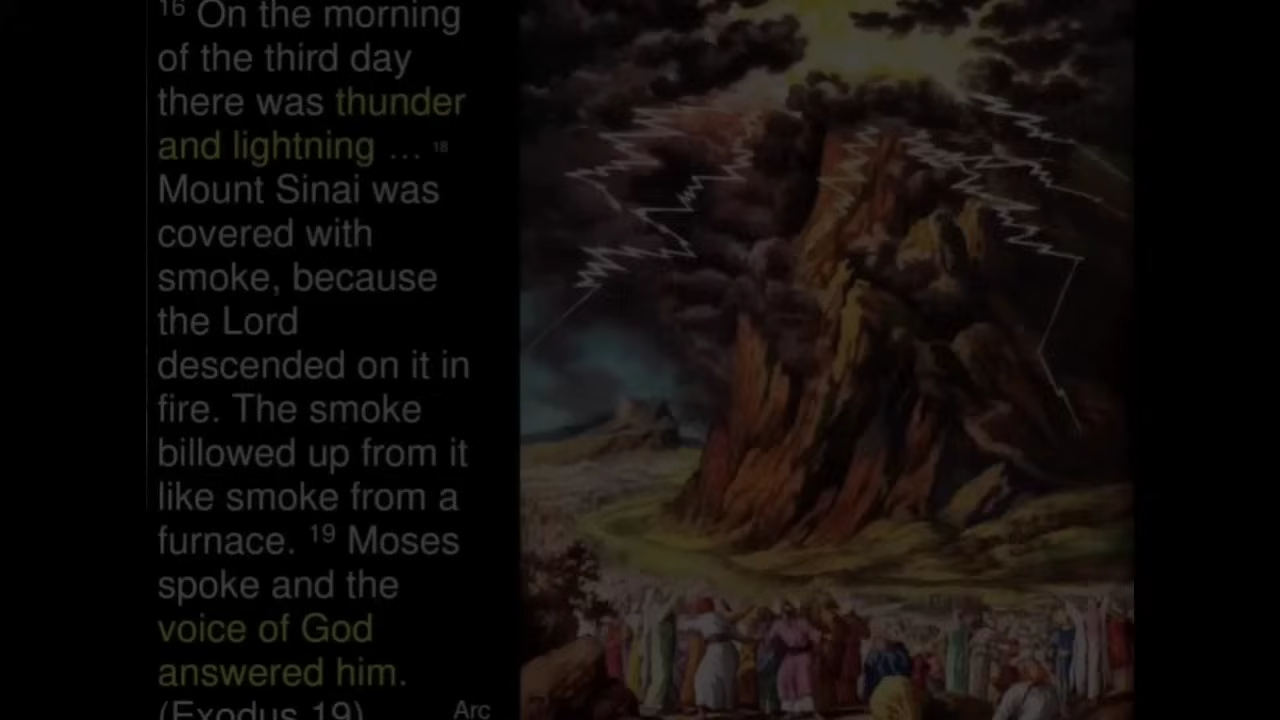 16 On the morning
of the third day
there was thunder
and lightning ... 18
Mount Sinai was
covered with
smoke, because
the Lord
descended on it in
fire. The smoke
billowed up from it
like smoke from a
furnace. 19 Moses
spoke and the
voice of God
answered him.
(Exodus 19) Arc